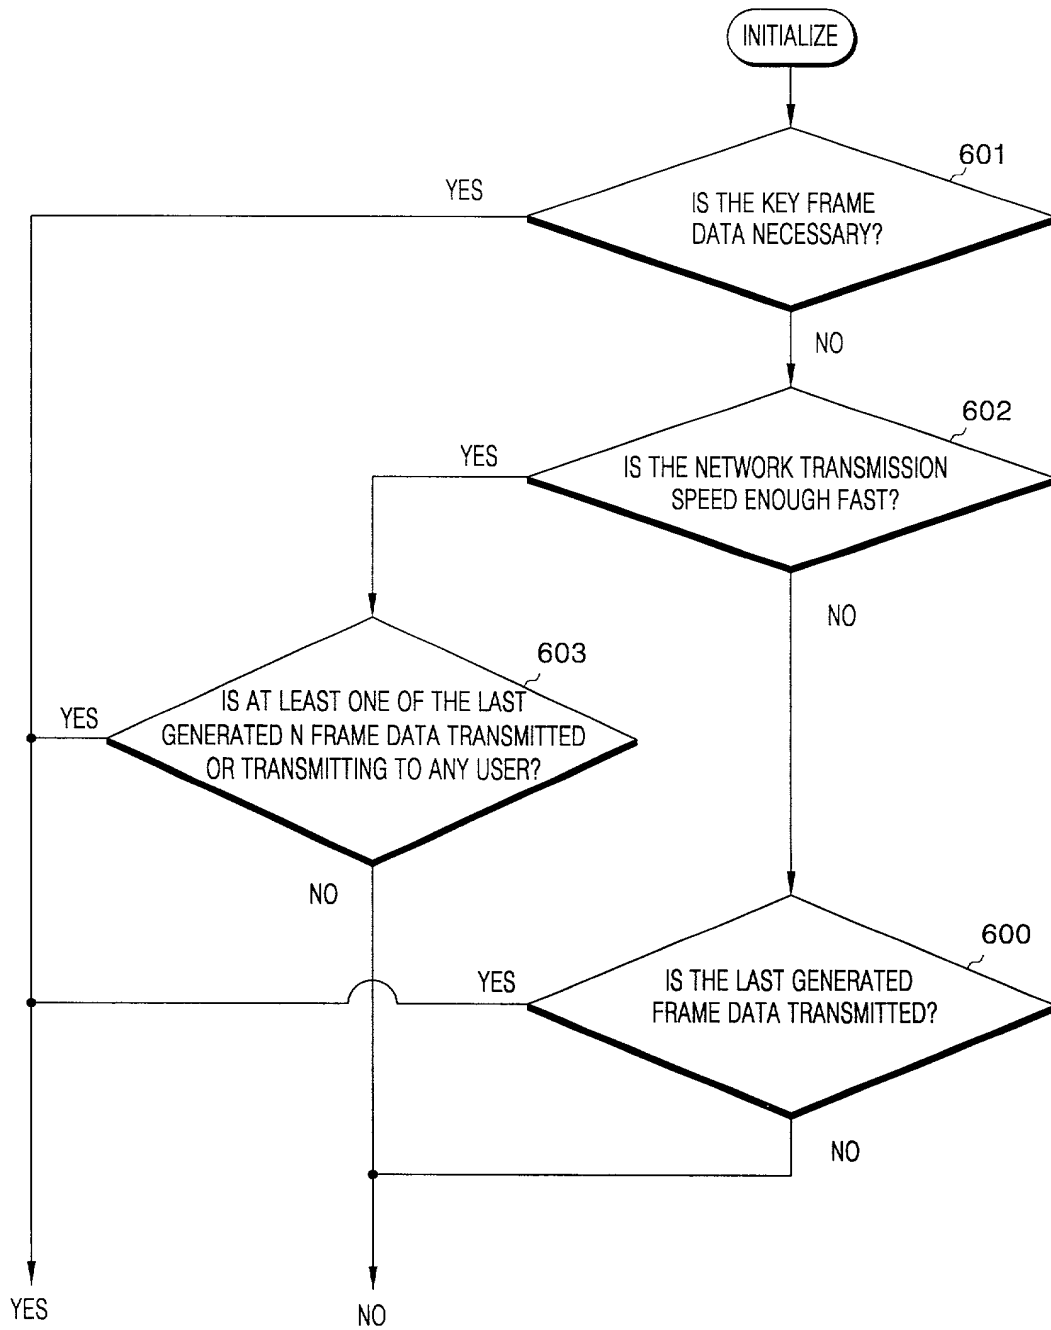 INITIALIZE
601
YES
IS THE KEY FRAME
DATA NECESSARY?
NO
602
YES
IS THE NETWORK TRANSMISSION
SPEED ENOUGH FAST?
NO
603
YES
IS AT LEAST ONE OF THE LAST
GENERATED N FRAME DATA TRANSMITTED
OR TRANSMITTING TO ANY USER?
NO
600
YES
IS THE LAST GENERATED
FRAME DATA TRANSMITTED?
NO
YES
NO